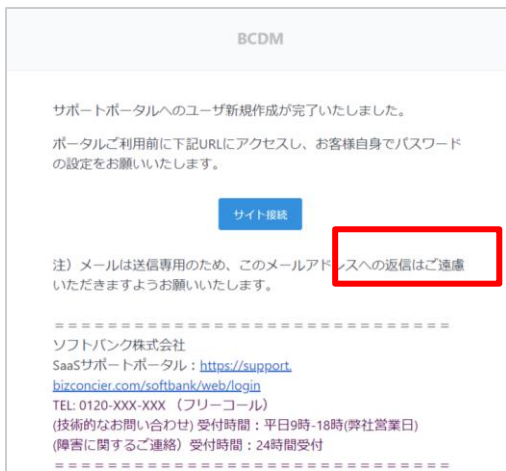 BCDM
サポートポータルへのユーザ新規作成が完了いたしました。
ポータルご利用前に下記URLにアクセスし、お客様自身でパスワード
の設定をお願いいたします。
サイト接続
注）メールは送信専用のため、このメールアドレスへの返信はご遠慮
いただきますようお願いいたします。
＝＝＝＝＝＝＝＝＝＝＝＝＝＝＝＝＝＝＝＝＝＝＝＝＝＝＝＝＝＝
ソフトバンク株式会社
SaaSサポートポータル：https://support.
bizconcier.com/softbank/web/login
TEL: 0120-XXX-XXX （フリーコール）
(技術的なお問い合わせ) 受付時間：平日9時-18時(弊社営業日)
(障害に関するご連絡）受付時間：24時間受付
＝＝＝＝＝＝＝＝＝＝＝＝＝＝＝＝＝＝＝＝＝＝＝＝＝＝＝＝＝＝